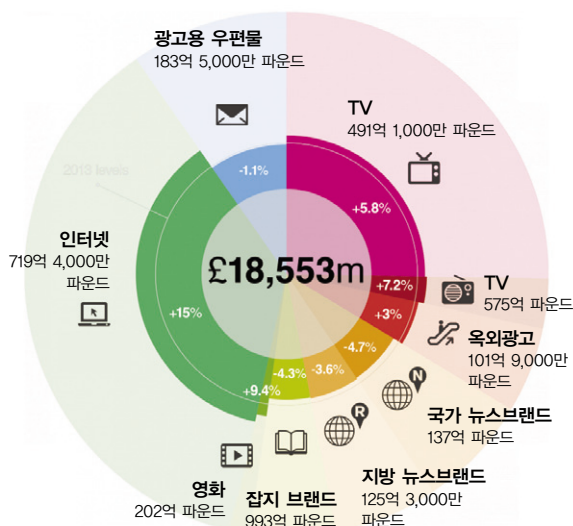 광고용 우편물
183억 5,000만 파운드
TV
491억 1,000만 파운드
2018 levels
-1.1%
+5.8%
인터넷
719억 4,000만
파운드
£18,553m
+7.2%
TV
575억 파운드
+15%
+3%
옥외광고
101억 9,000만
파운드
-4.7%
-3.6%
-4.3%
+9.4%
N
국가 뉴스브랜드
137억 파운드
R
지방 뉴스브랜드
125억 3,000만
파운드
영화
202억 파운드
잡지 브랜드
993억 파운드